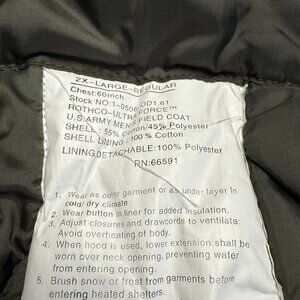 2X-LARGE-REGULAR
Chest:60inch
Stock NO:1-0506 DD1.61
ROTHCO-ULTRA FORCE™
U.S.ARMY MEN FIELD COAT
SHELL: 55% Cotton/45% Polyester
SHELL LINING: 100 % Cotton
LINING DETACHABLE:100% Polyester
RN:66591
1. Wear as outer garment or as under layer In
cold dry climate
2. Wear button in liner for added insulation.
3. Adjust closures and drawcords to ventilate:
Avoid overheating of body.
4. When hood is used, lower extension shall be
worn over neck opening, preventing water
from entering opening.
5. Brush snow or frost from garments before
entering heated shelters.